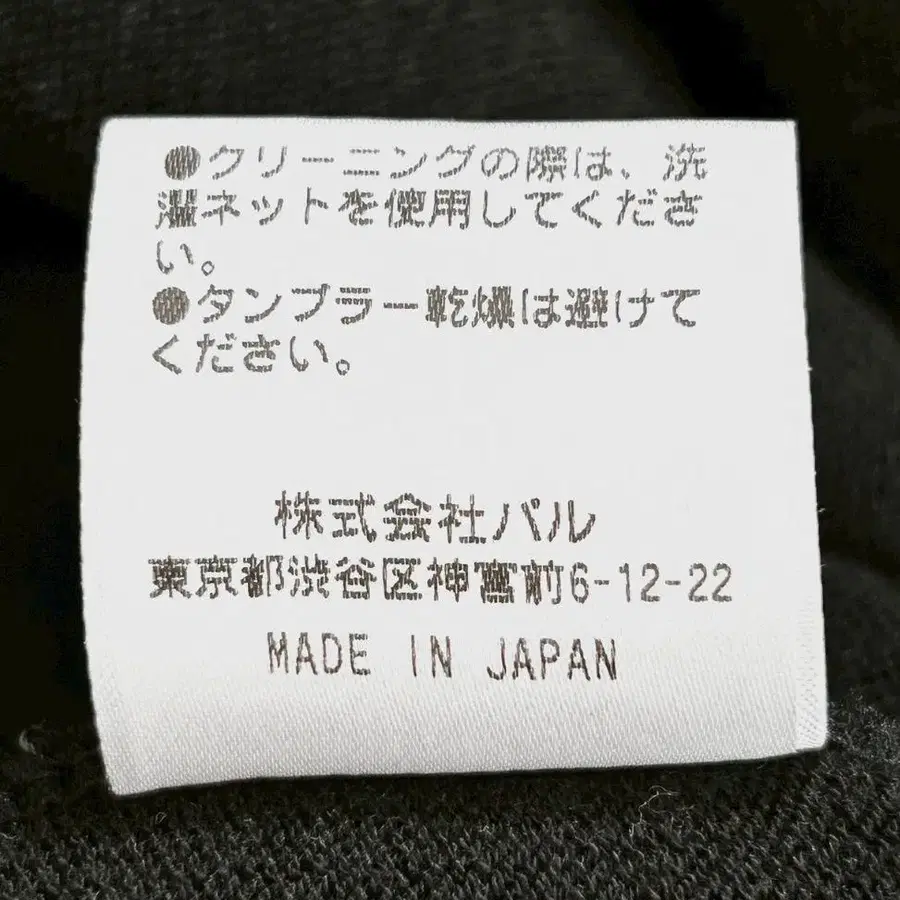 ●クリーニングの際は、洗
濯ネットを使用してくださ
い。
●タンブラー乾燥は避けて
ください。
株式会社パル
東京都渋谷区神宮前6-12-22
MADE IN JAPAN